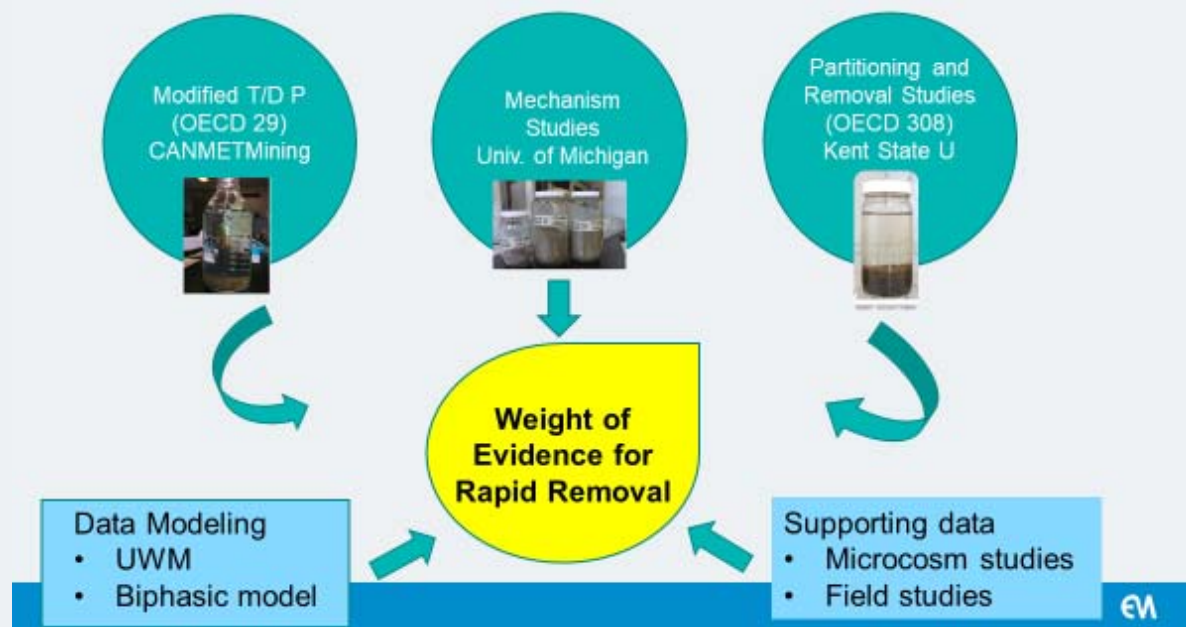 Modified T/D P
(OECD 29)
CANMETMining
Mechanism
Studies
Univ. of Michigan
Partitioning and
Removal Studies
(OECD 308)
Kent State U
Weight of
Evidence for
Rapid Removal
Data Modeling
• UWM
• Biphasic model
Supporting data
• Microcosm studies
• Field studies